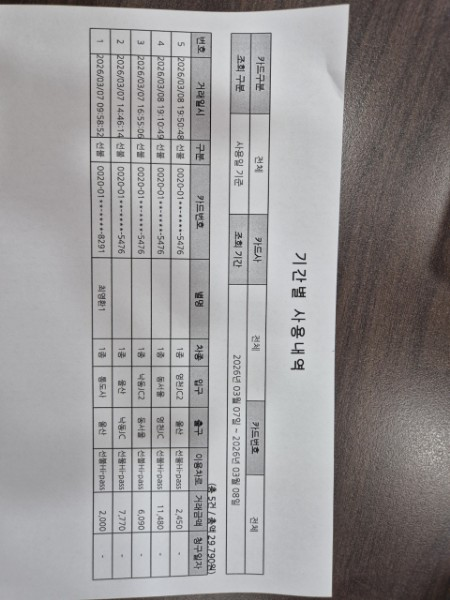 기간별 사용내역
카드구분 전체 카드사 전체 카드번호 전체
조회 구분 사용일 기준 조회 기간 2026년 03월 07일 ~ 2026년 03월 08일
(총 5건 / 총액 29,790원)
번호 거래일시 구분 카드번호 별명 차종 입구 출구 이용차로 거래금액 청구일자
5 2026/03/08 19:50:48 선불 0020-01**-****-5476 1종 영천JC2 울산 선불Hi-pass 2,450 -
4 2026/03/08 19:10:49 선불 0020-01**-****-5476 1종 동서울 영천JC 선불Hi-pass 11,480 -
3 2026/03/07 16:55:06 선불 0020-01**-****-5476 1종 낙동JC2 동서울 선불Hi-pass 6,090 -
2 2026/03/07 14:46:14 선불 0020-01**-****-5476 1종 울산 낙동JC 선불Hi-pass 7,770 -
1 2026/03/07 09:58:52 선불 0020-01**-****-8291 최영환1 1종 통도사 울산 선불Hi-pass 2,000 -